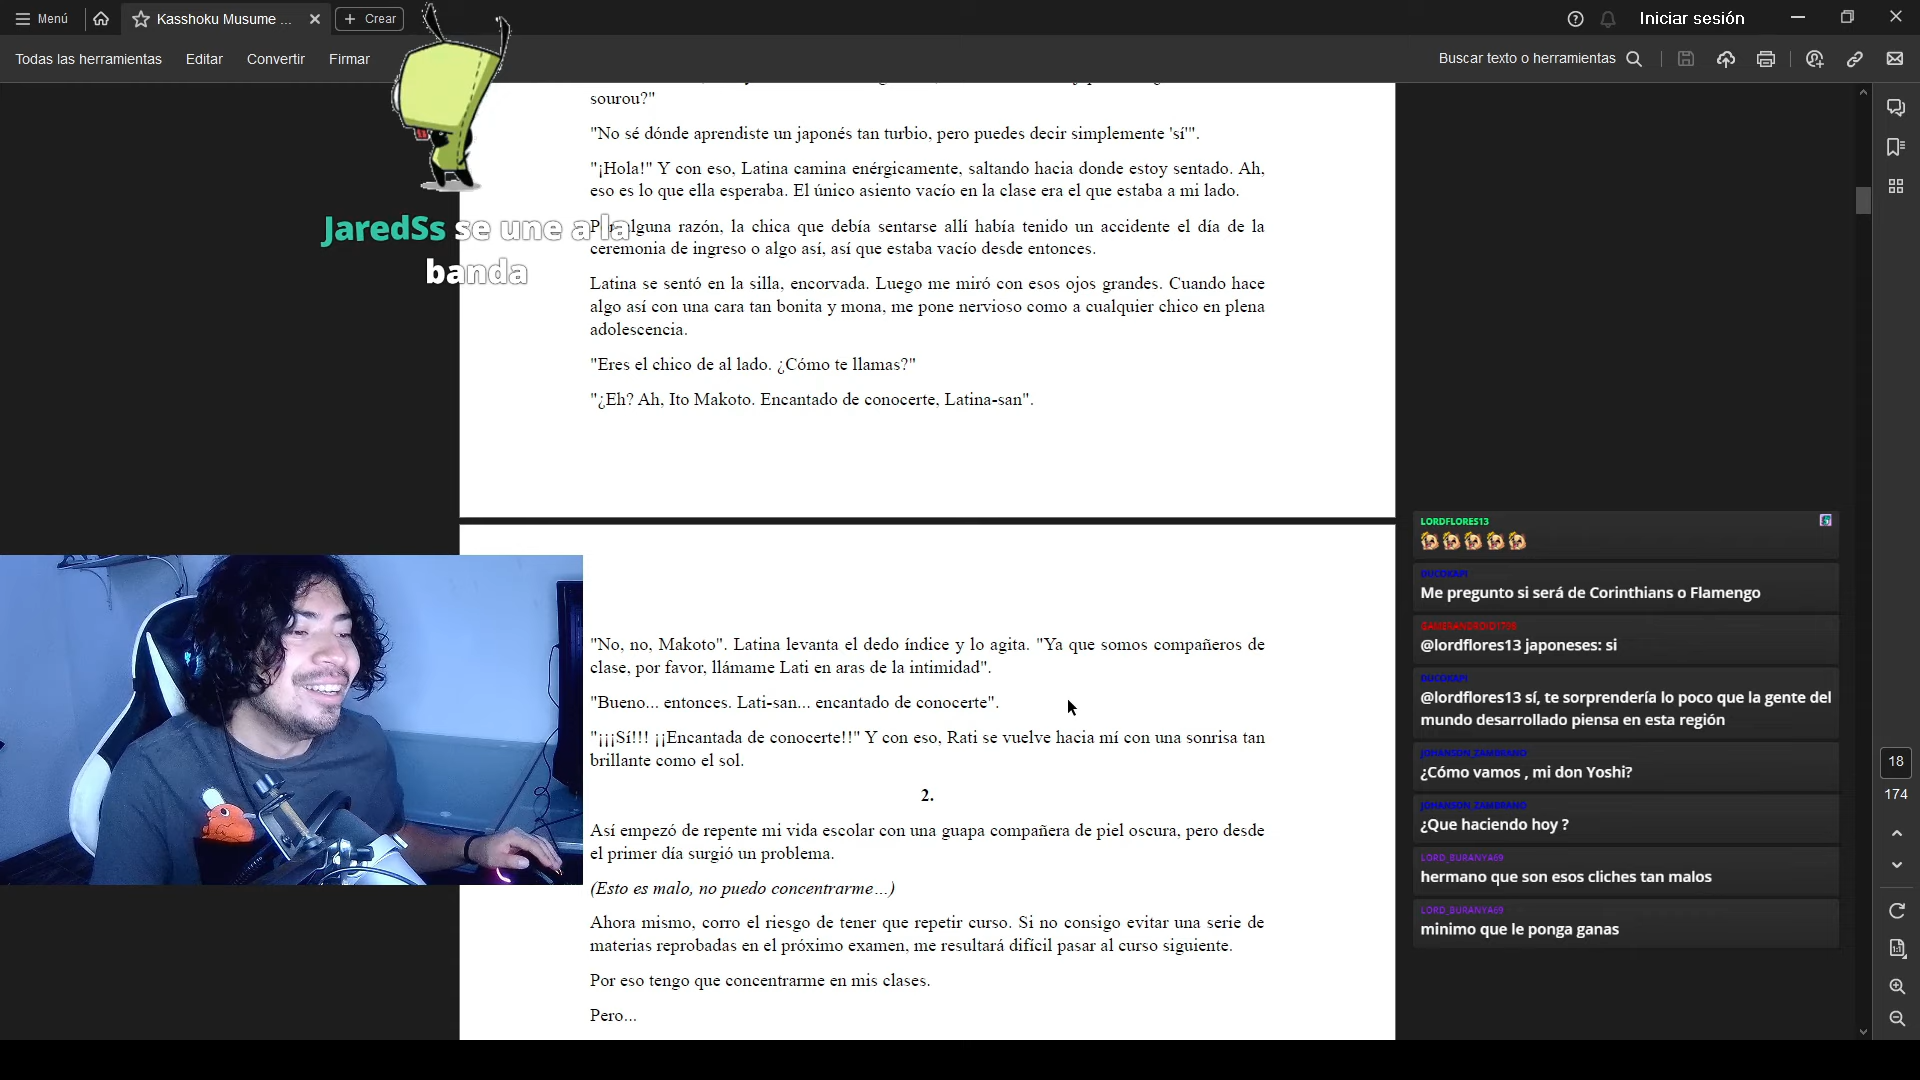 Menú
Kasshoku Musume ...
Crear
Iniciar sesión
Todas las herramientas
Editar
Convertir
Firmar
Buscar texto o herramientas
sourou?"
"No sé dónde aprendiste un japonés tan turbio, pero puedes decir simplemente 'sí'".
"¡Hola!" Y con eso, Latina camina enérgicamente, saltando hacia donde estoy sentado. Ah,
eso es lo que ella esperaba. El único asiento vacío en la clase era el que estaba a mi lado.
JaredSs se une a la
banda
Por alguna razón, la chica que debía sentarse allí había tenido un accidente el día de la
ceremonia de ingreso o algo así, así que estaba vacío desde entonces.
Latina se sentó en la silla, encorvada. Luego me miró con esos ojos grandes. Cuando hace
algo así con una cara tan bonita y mona, me pone nervioso como a cualquier chico en plena
adolescencia.
"Eres el chico de al lado. ¿Cómo te llamas?"
"¿Eh? Ah, Ito Makoto. Encantado de conocerte, Latina-san".
"No, no, Makoto". Latina levanta el dedo índice y lo agita. "Ya que somos compañeros de
clase, por favor, llámame Lati en aras de la intimidad".
"Bueno... entonces. Lati-san... encantado de conocerte".
"¡¡¡Sí!!! ¡¡Encantada de conocerte!!" Y con eso, Rati se vuelve hacia mí con una sonrisa tan
brillante como el sol.
2.
Así empezó de repente mi vida escolar con una guapa compañera de piel oscura, pero desde
el primer día surgió un problema.
(Esto es malo, no puedo concentrarme…)
Ahora mismo, corro el riesgo de tener que repetir curso. Si no consigo evitar una serie de
materias reprobadas en el próximo examen, me resultará difícil pasar al curso siguiente.
Por eso tengo que concentrarme en mis clases.
Pero...
LORDFLORES13
DUCOKAPI
Me pregunto si será de Corinthians o Flamengo
@lordflores13 japoneses: si
DUCOKAPI
@lordflores13 sí, te sorprendería lo poco que la gente del
mundo desarrollado piensa en esta región
JOHANSON_ZAMBRANO
¿Cómo vamos , mi don Yoshi?
JOHANSON_ZAMBRANO
¿Que haciendo hoy ?
LORD_BURANYA69
hermano que son esos cliches tan malos
LORD_BURANYA69
minimo que le ponga ganas
18
174